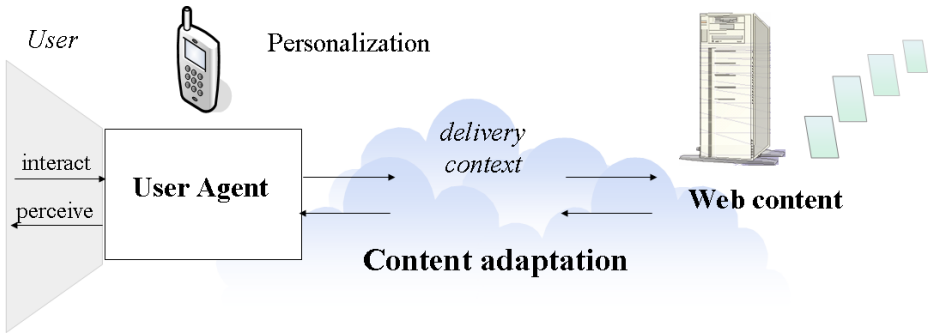 User
Personalization
delivery
context
interact
perceive
User Agent
Web content
Content adaptation